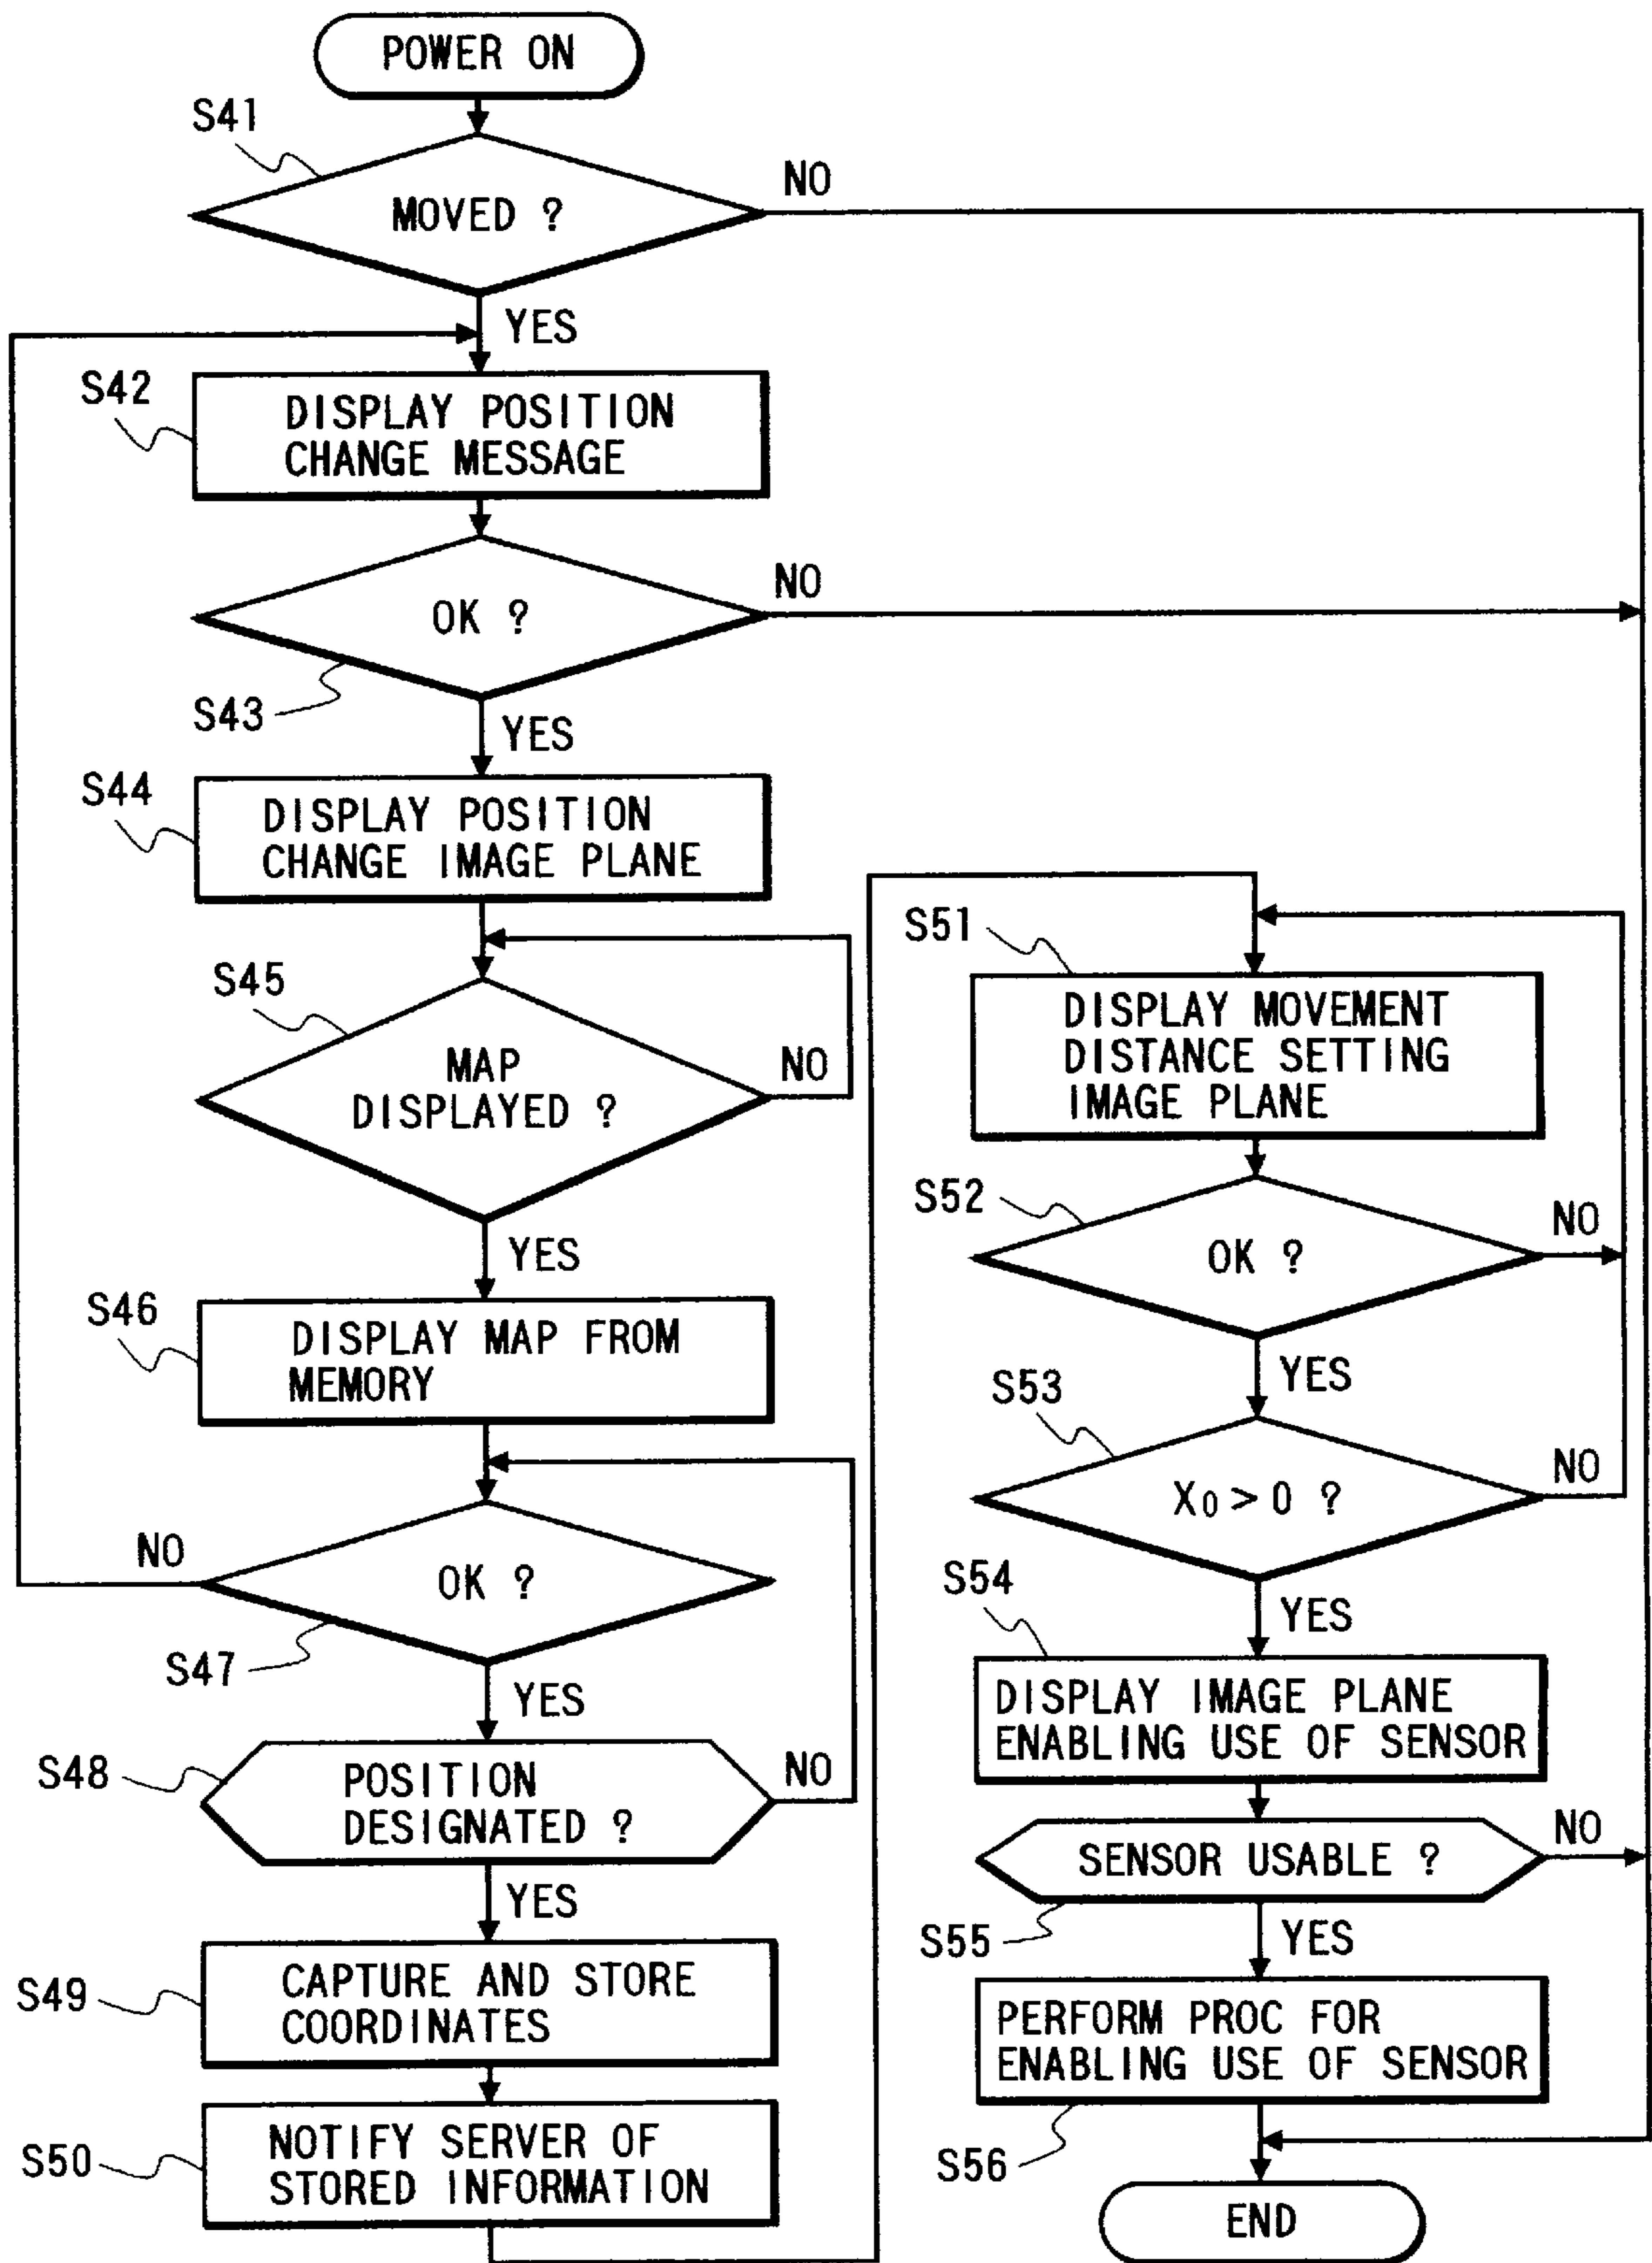 POWER ON
S41
MOVED ?
NO
YES
S42
DISPLAY POSITION
CHANGE MESSAGE
OK ?
NO
S43
YES
S44
DISPLAY POSITION
CHANGE IMAGE PLANE
S45
MAP
DISPLAYED ?
NO
YES
S46
DISPLAY MAP FROM
MEMORY
NO
OK ?
S47
YES
S48
POSITION
DESIGNATED ?
NO
YES
S49
CAPTURE AND STORE
COORDINATES
S50
NOTIFY SERVER OF
STORED INFORMATION
S51
DISPLAY MOVEMENT
DISTANCE SETTING
IMAGE PLANE
S52
OK ?
NO
YES
S53
X0 > 0 ?
NO
YES
S54
DISPLAY IMAGE PLANE
ENABLING USE OF SENSOR
SENSOR USABLE ?
NO
S55
YES
PERFORM PROC FOR
ENABLING USE OF SENSOR
S56
END